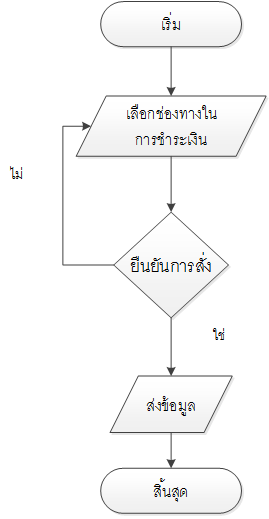 เริ่ม
เลือกช่องทางใน
การชำระเงิน
ไม่
ยืนยันการสั่ง
ใช่
ส่งข้อมูล
สิ้นสุด